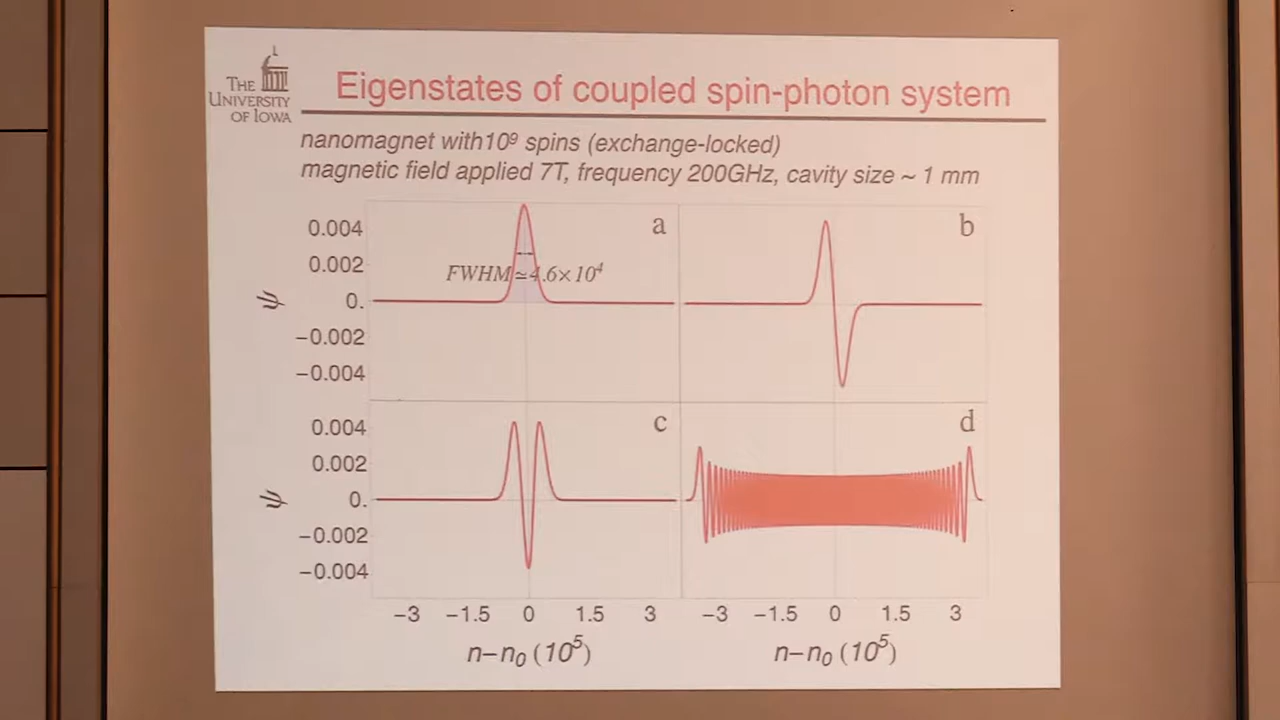 THE
UNIVERSITY
OF IOWA
Eigenstates of coupled spin-photon system
nanomagnet with10⁹ spins (exchange-locked)
magnetic field applied 7T, frequency 200GHz, cavity size ~ 1 mm
a
b
0.004
0.002
0.
−0.002
−0.004
ψ
FWHM≃4.6×10⁴
c
d
0.004
0.002
0.
−0.002
−0.004
ψ
−3 −1.5 0 1.5 3
−3 −1.5 0 1.5 3
n−n₀ (10⁵)
n−n₀ (10⁵)